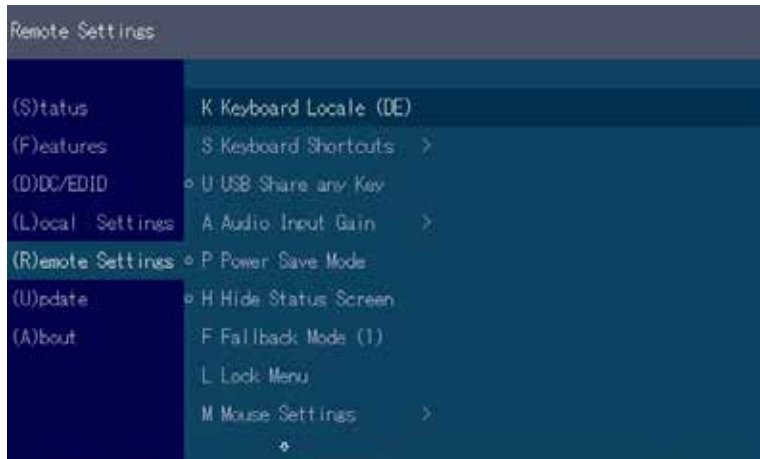 Remote Settings
(S)tatus
(F)eatures
(D)DC/EDID
(L)ocal Settings
(R)emote Settings
(U)pdate
(A)bout
K Keyboard Locale (DE)
S Keyboard Shortcuts >
U USB Share any Key
A Audio Input Gain >
P Power Save Mode
H Hide Status Screen
F Fallback Mode (1)
L Lock Menu
M Mouse Settings >